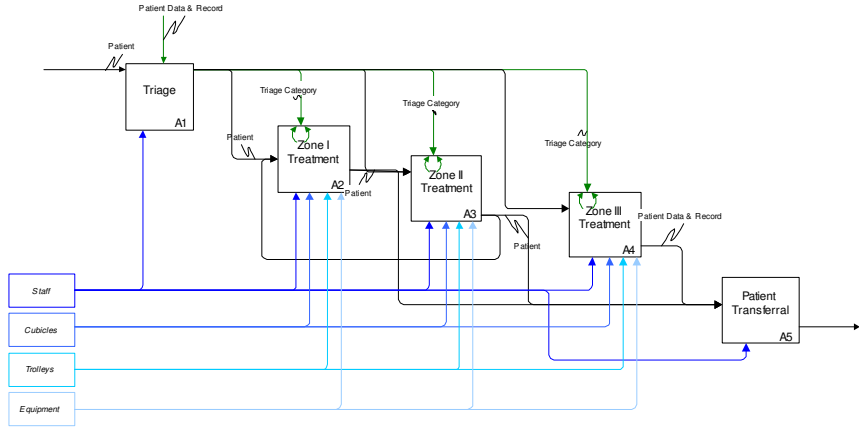 Patient Data & Record
Patient
Triage
A1
Triage Category
Triage Category
Patient
Zone I
Treatment
A2
Triage Category
Zone II
Treatment
A3
Patient
Zone III
Treatment
A4
Patient Data & Record
Patient
Staff
Patient
Transferral
A5
Cubicles
Trolleys
Equipment